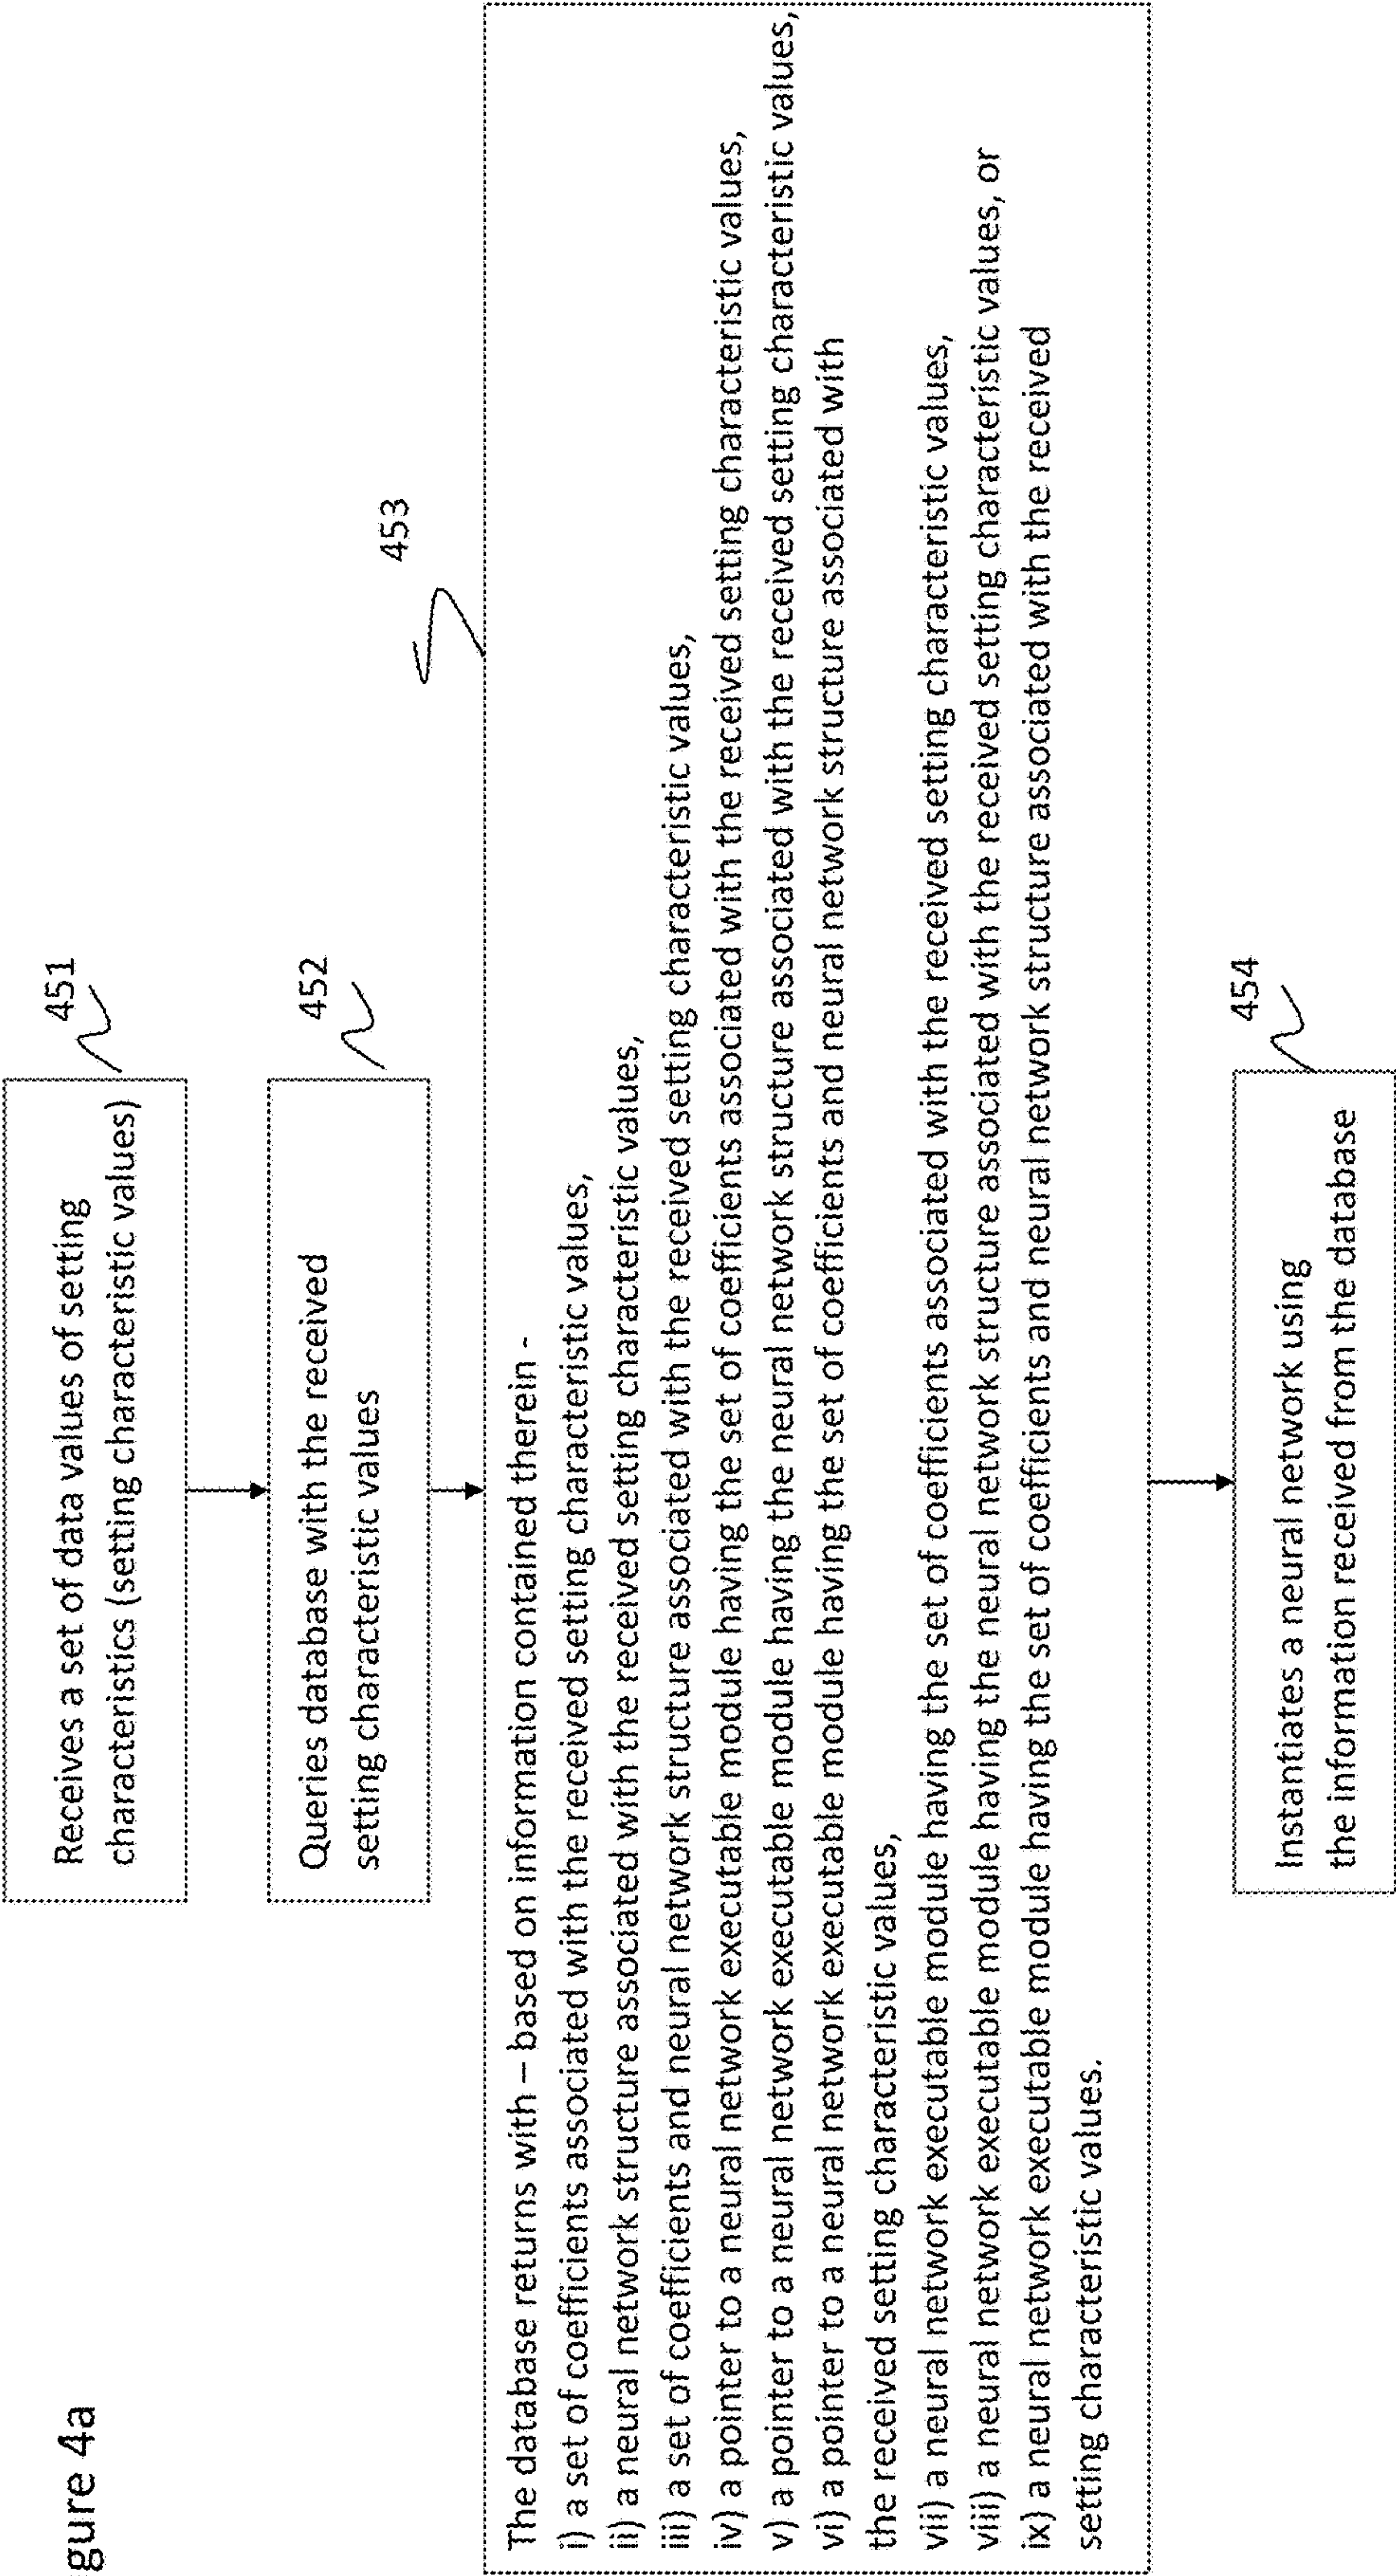 gure 4a
451
Receives a set of data values of setting
characteristics (setting characteristic values)
452
Queries database with the received
setting characteristic values
453
The database returns with – based on information contained therein -
i) a set of coefficients associated with the received setting characteristic values,
ii) a neural network structure associated with the received setting characteristic values,
iii) a set of coefficients and neural network structure associated with the received setting characteristic values,
iv) a pointer to a neural network executable module having the set of coefficients associated with the received setting characteristic values,
v) a pointer to a neural network executable module having the neural network structure associated with the received setting characteristic values,
vi) a pointer to a neural network executable module having the set of coefficients and neural network structure associated with
the received setting characteristic values,
vii) a neural network executable module having the set of coefficients associated with the received setting characteristic values,
viii) a neural network executable module having the neural network structure associated with the received setting characteristic values, or
ix) a neural network executable module having the set of coefficients and neural network structure associated with the received
setting characteristic values.
454
Instantiates a neural network using
the information received from the database